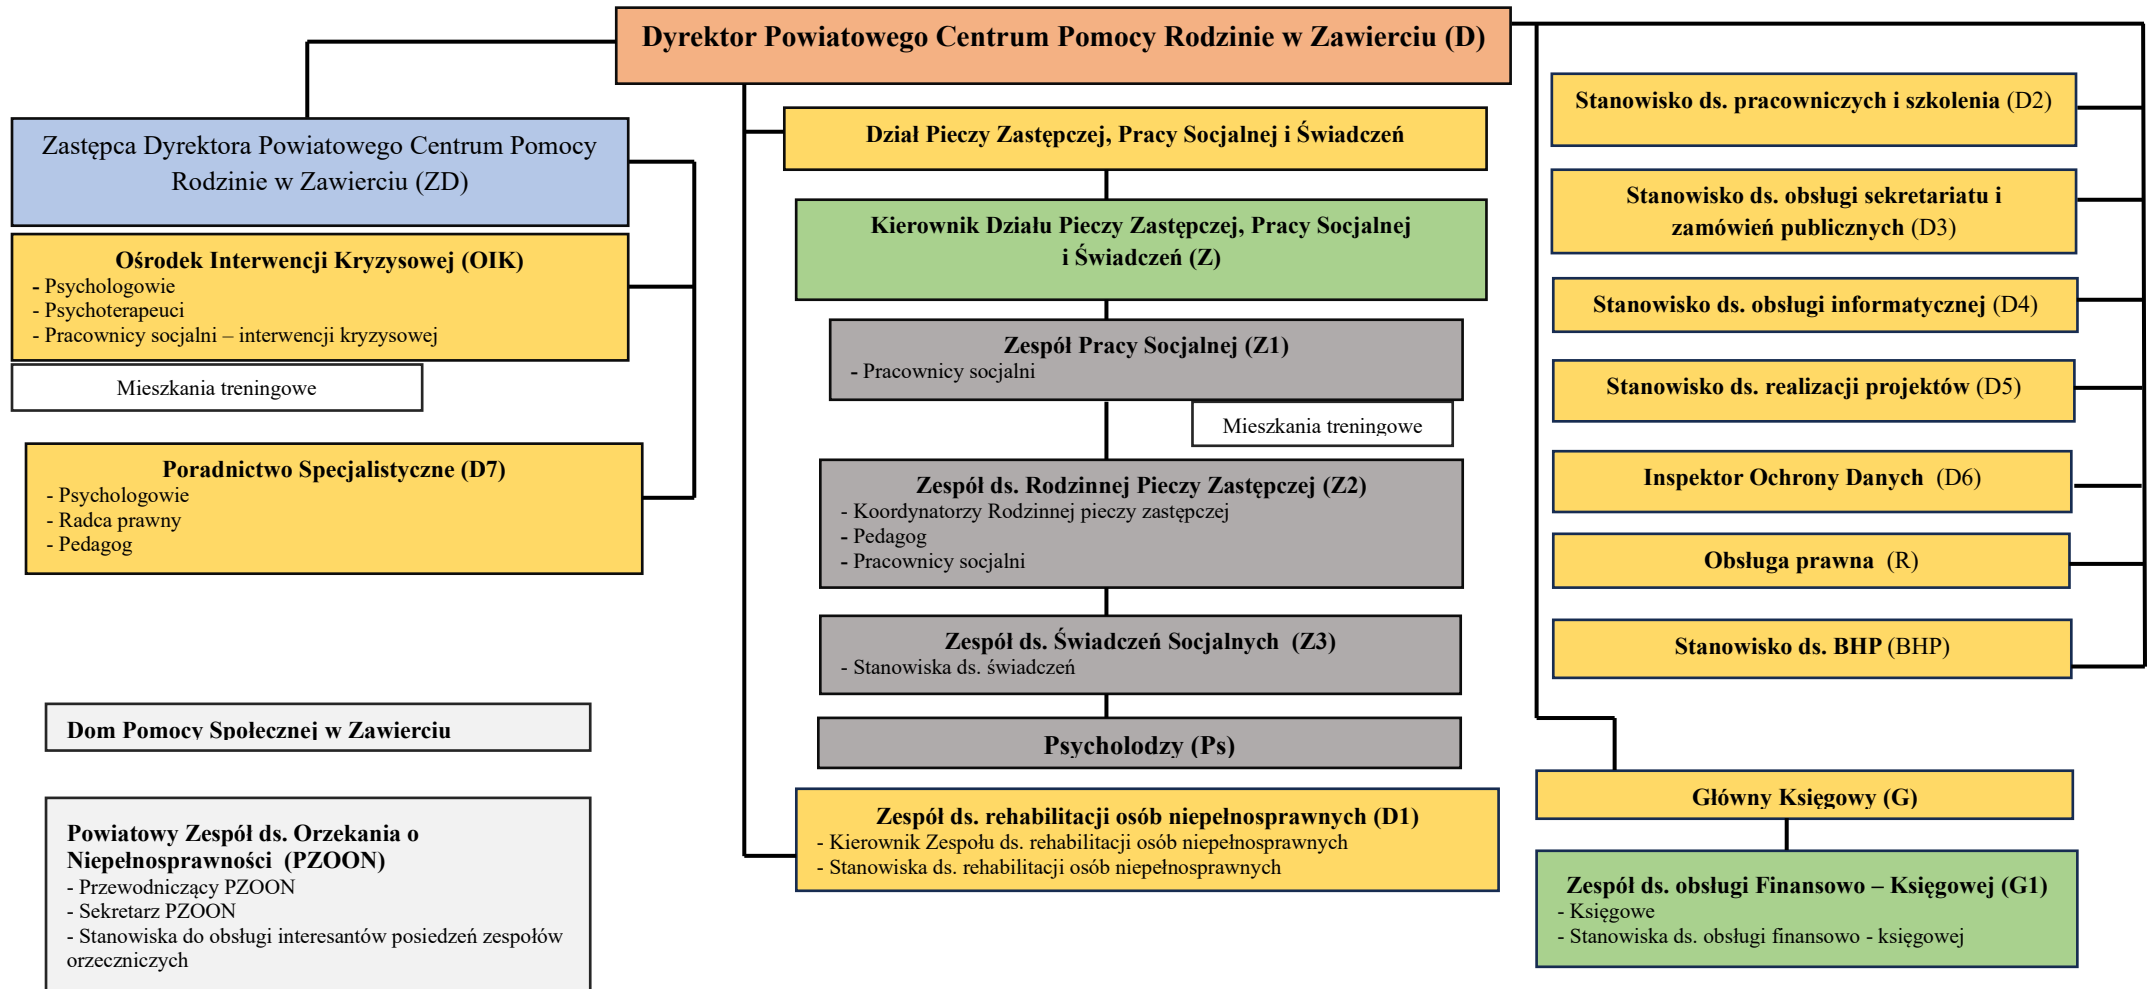 Dyrektor Powiatowego Centrum Pomocy Rodzinie w Zawierciu (D)
Zastępca Dyrektora Powiatowego Centrum Pomocy
Rodzinie w Zawierciu (ZD)
Ośrodek Interwencji Kryzysowej (OIK)
- Psychologowie
- Psychoterapeuci
- Pracownicy socjalni – interwencji kryzysowej
Mieszkania treningowe
Poradnictwo Specjalistyczne (D7)
- Psychologowie
- Radca prawny
- Pedagog
Dom Pomocy Społecznej w Zawierciu
Powiatowy Zespół ds. Orzekania o
Niepełnosprawności (PZOON)
- Przewodniczący PZOON
- Sekretarz PZOON
- Stanowiska do obsługi interesantów posiedzeń zespołów
orzeczniczych
Dział Pieczy Zastępczej, Pracy Socjalnej i Świadczeń
Kierownik Działu Pieczy Zastępczej, Pracy Socjalnej
i Świadczeń (Z)
Zespół Pracy Socjalnej (Z1)
- Pracownicy socjalni
Mieszkania treningowe
Zespół ds. Rodzinnej Pieczy Zastępczej (Z2)
- Koordynatorzy Rodzinnej pieczy zastępczej
- Pedagog
- Pracownicy socjalni
Zespół ds. Świadczeń Socjalnych (Z3)
- Stanowiska ds. świadczeń
Psycholodzy (Ps)
Zespół ds. rehabilitacji osób niepełnosprawnych (D1)
- Kierownik Zespołu ds. rehabilitacji osób niepełnosprawnych
- Stanowiska ds. rehabilitacji osób niepełnosprawnych
Stanowisko ds. pracowniczych i szkolenia (D2)
Stanowisko ds. obsługi sekretariatu i
zamówień publicznych (D3)
Stanowisko ds. obsługi informatycznej (D4)
Stanowisko ds. realizacji projektów (D5)
Inspektor Ochrony Danych (D6)
Obsługa prawna (R)
Stanowisko ds. BHP (BHP)
Główny Księgowy (G)
Zespół ds. obsługi Finansowo – Księgowej (G1)
- Księgowe
- Stanowiska ds. obsługi finansowo - księgowej